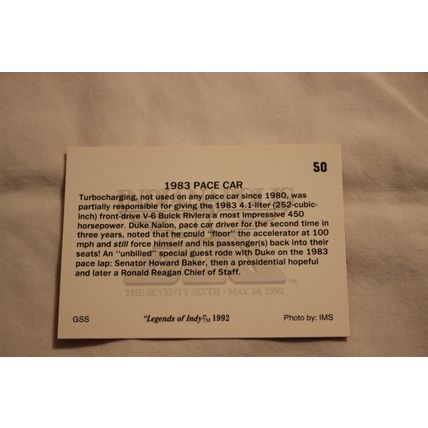 50
1983 PACE CAR
Turbocharging, not used on any pace car since 1980, was
partially responsible for giving the 1983 4.1-liter (252-cubic-
inch) front-drive V-6 Buick Riviera a most impressive 450
horsepower. Duke Nalon, pace car driver for the second time in
three years, noted that he could "floor" the accelerator at 100
mph and still force himself and his passenger(s) back into their
seats! An "unbilled" special guest rode with Duke on the 1983
pace lap: Senator Howard Baker, then a presidential hopeful
and later a Ronald Reagan Chief of Staff.
THE SEVENTY SIXTH • MAY 24, 1992
GSS "Legends of Indy"TM 1992 Photo by: IMS